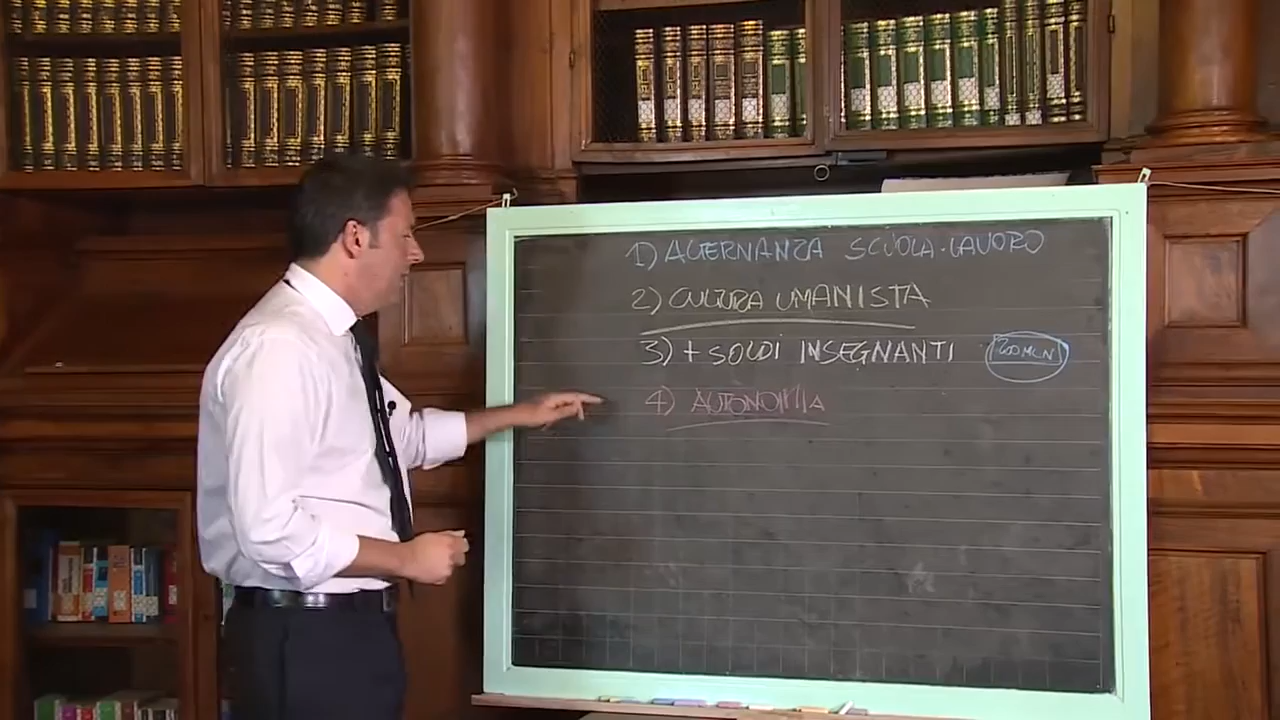 1) ALTERNANZA SCUOLA-LAVORO
2) CULTURA UMANISTA
3) + SOLDI INSEGNANTI 200 MLN
4) AUTONOMIA